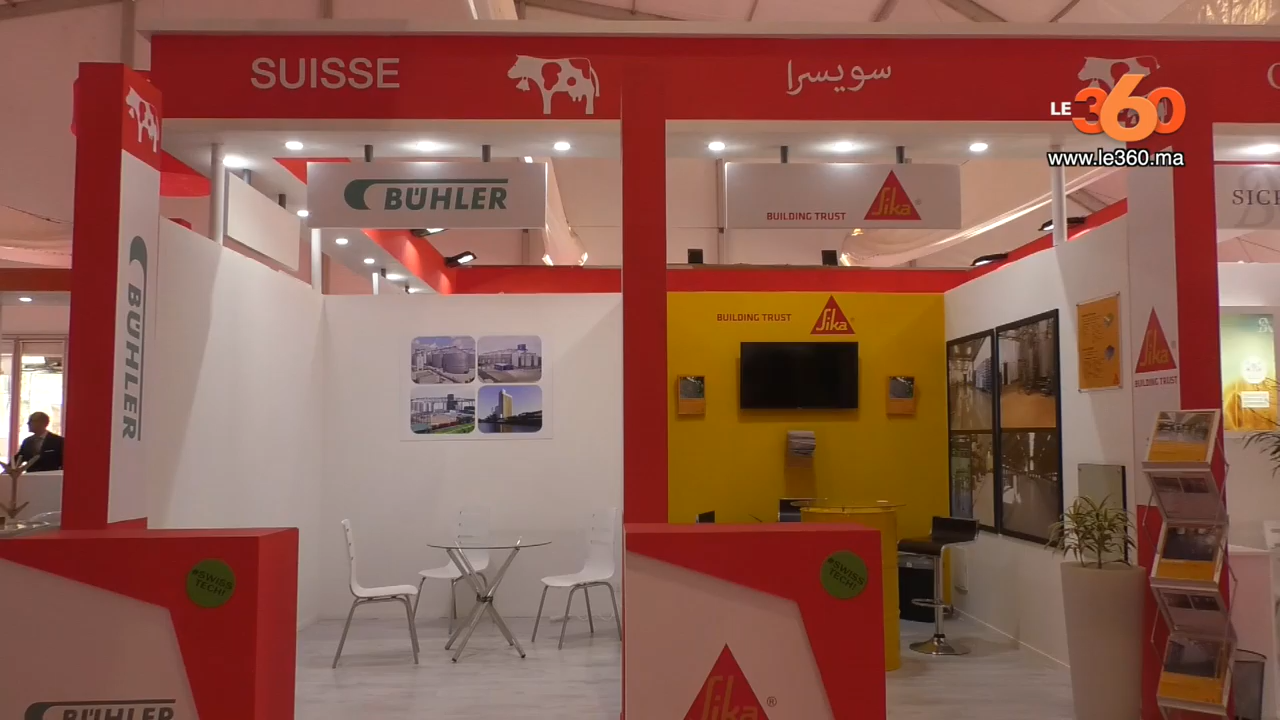 SUISSE
سويسرا
LE 360
www.le360.ma
BÜHLER
BUILDING TRUST
Sika
BÜHLER
BUILDING TRUST
Sika
Sika
BUILDING TRUST
#SWISS
TECH!
#SWISS
TECH!
BÜHLER
Sika